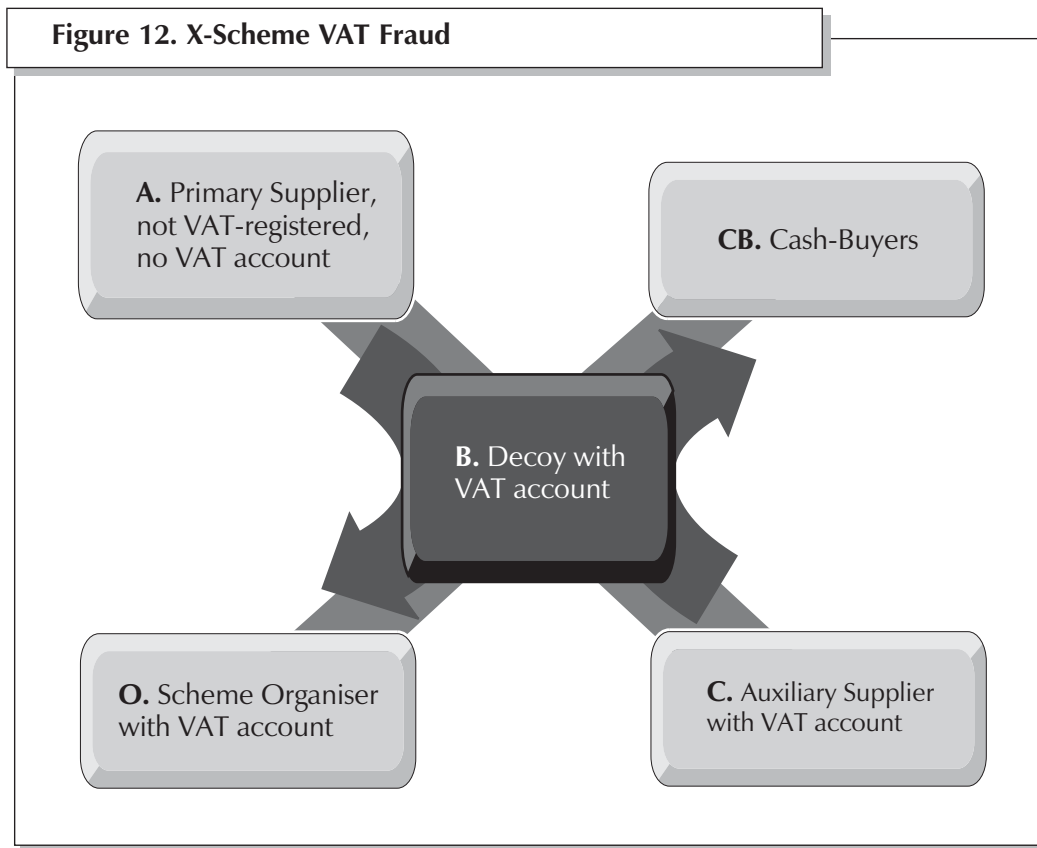 Figure 12. X-Scheme VAT Fraud
A. Primary Supplier,
not VAT-registered,
no VAT account
CB. Cash-Buyers
B. Decoy with
VAT account
O. Scheme Organiser
with VAT account
C. Auxiliary Supplier
with VAT account